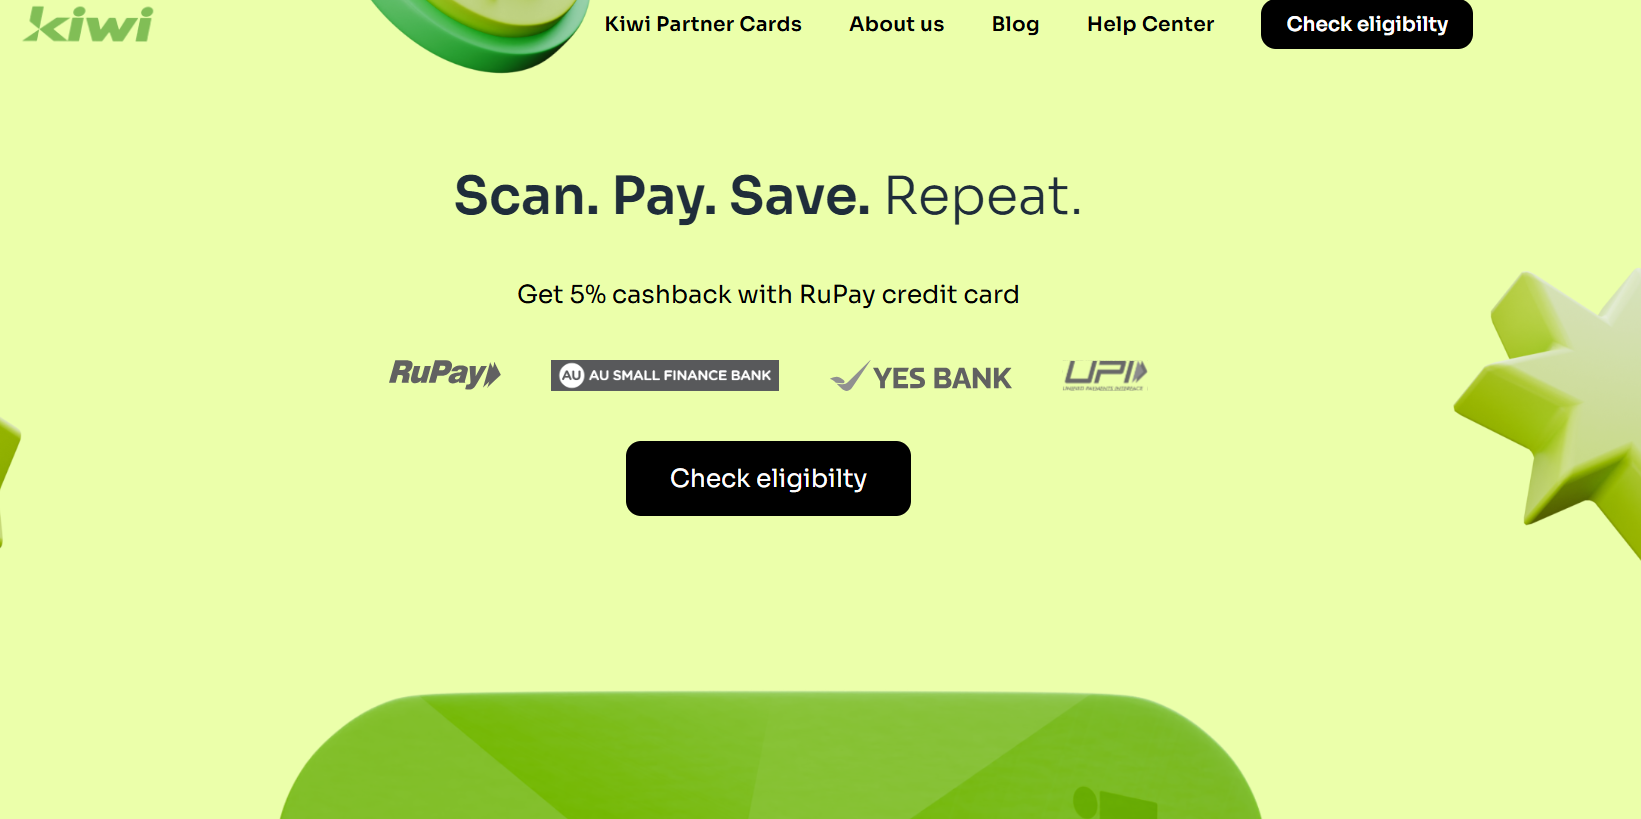 kiwi
Kiwi Partner Cards
About us
Blog
Help Center
Check eligibilty
Scan. Pay. Save. Repeat.
Get 5% cashback with RuPay credit card
RuPay
AU AU SMALL FINANCE BANK
YES BANK
UPI
UNIFIED PAYMENTS INTERFACE
Check eligibilty